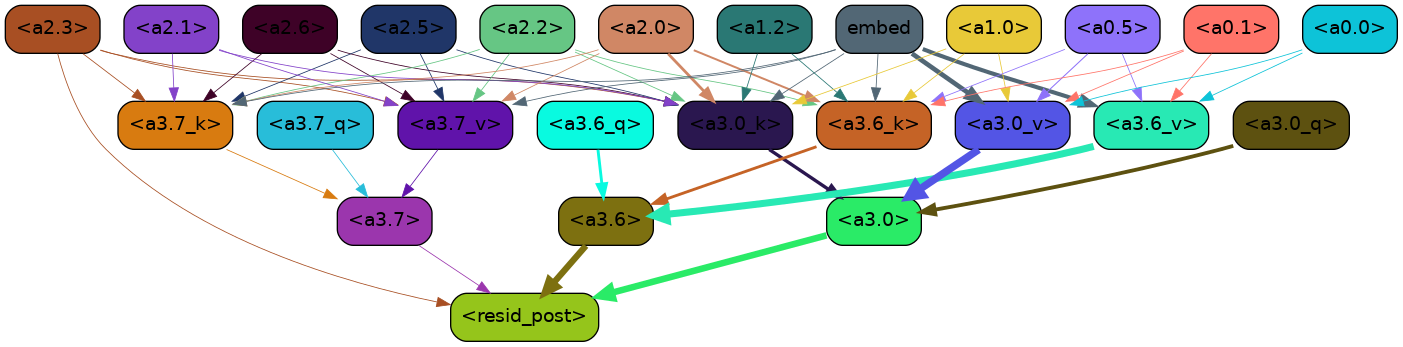 <a2.3> <a2.1> <a2.6> <a2.5> <a2.2> <a2.0> <a1.2> embed <a1.0> <a0.5> <a0.1> <a0.0>
<a3.7_k> <a3.7_q> <a3.7_v> <a3.6_q> <a3.0_k> <a3.6_k> <a3.0_v> <a3.6_v> <a3.0_q>
<a3.7> <a3.6> <a3.0>
<resid_post>